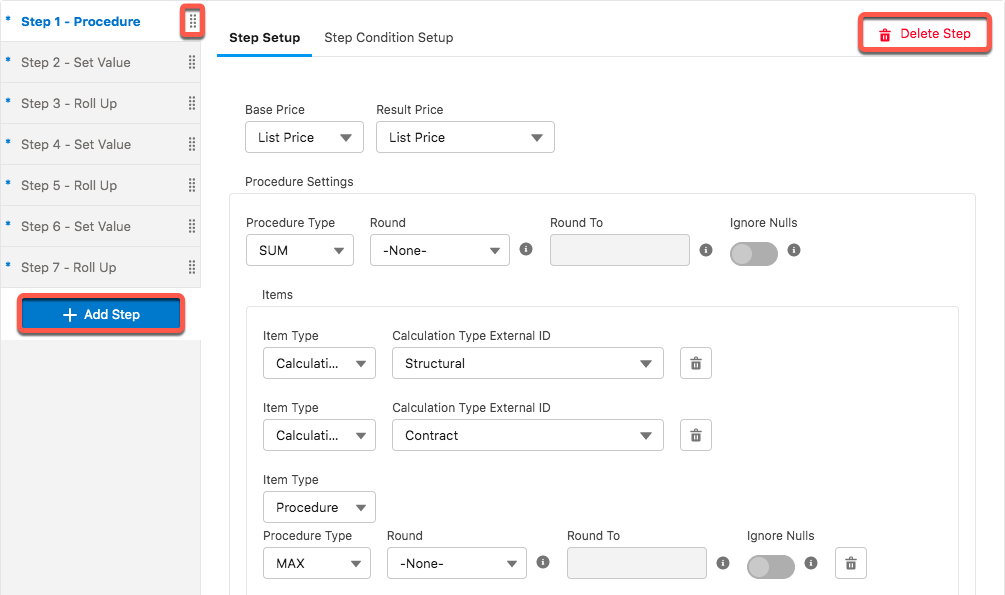 * Step 1 - Procedure
* Step 2 - Set Value
* Step 3 - Roll Up
* Step 4 - Set Value
* Step 5 - Roll Up
* Step 6 - Set Value
* Step 7 - Roll Up
+ Add Step
Step Setup Step Condition Setup
Delete Step
Base Price Result Price
List Price List Price
Procedure Settings
Procedure Type Round Round To Ignore Nulls
SUM -None-
Items
Item Type Calculation Type External ID
Calculati... Structural
Item Type Calculation Type External ID
Calculati... Contract
Item Type
Procedure
Procedure Type Round Round To Ignore Nulls
MAX -None-